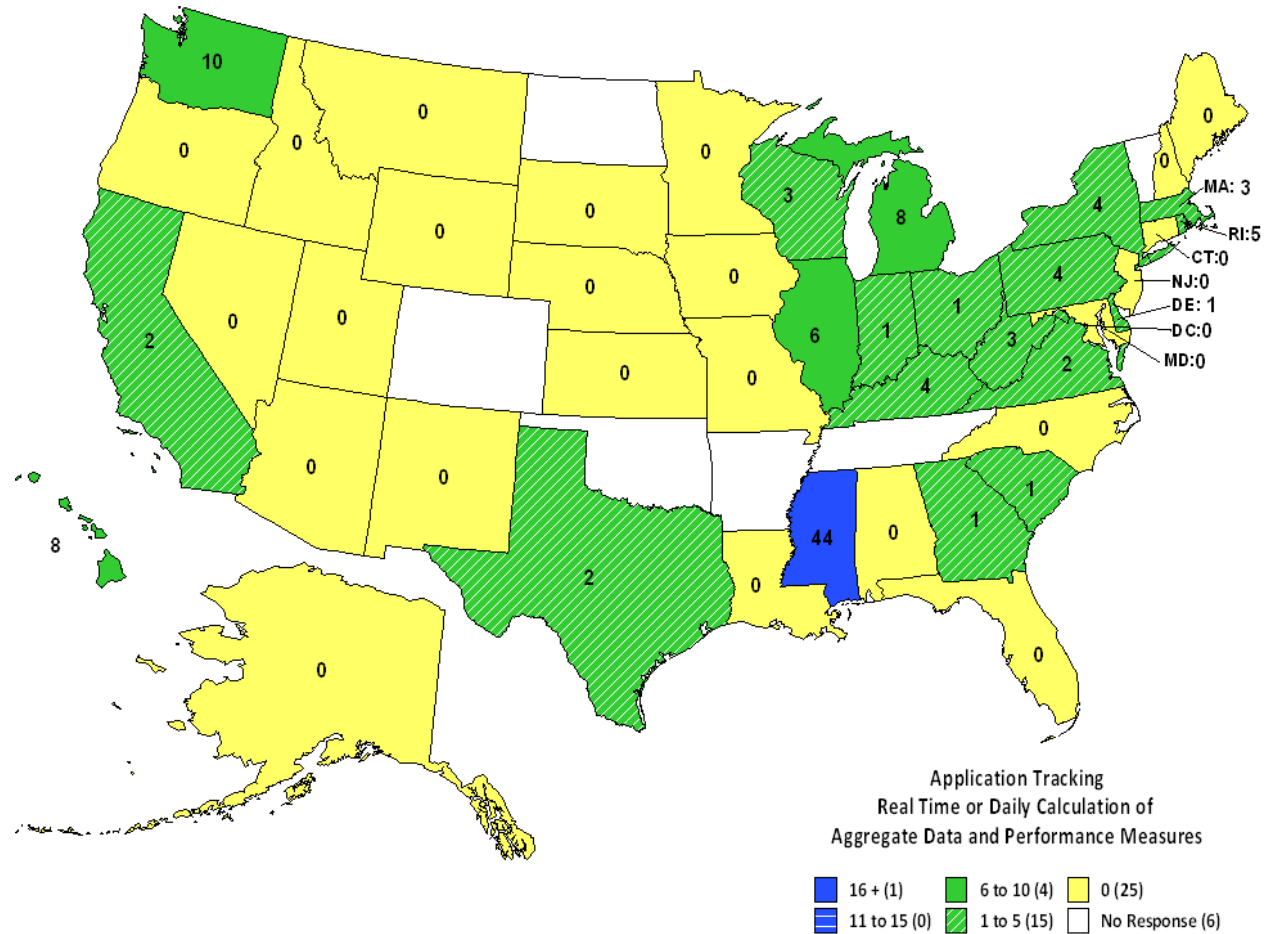 10
0
0
0
0
0
0
MA: 3
3
8
4
RI:5
0
0
CT:0
0
0
4
NJ:0
0
0
1
DE: 1
2
6
1
3
DC:0
0
0
4
2
MD:0
0
0
0
1
44
0
1
8
0
2
0
0
Application Tracking
Real Time or Daily Calculation of
Aggregate Data and Performance Measures
16 + (1)
6 to 10 (4)
0 (25)
11 to 15 (0)
1 to 5 (15)
No Response (6)